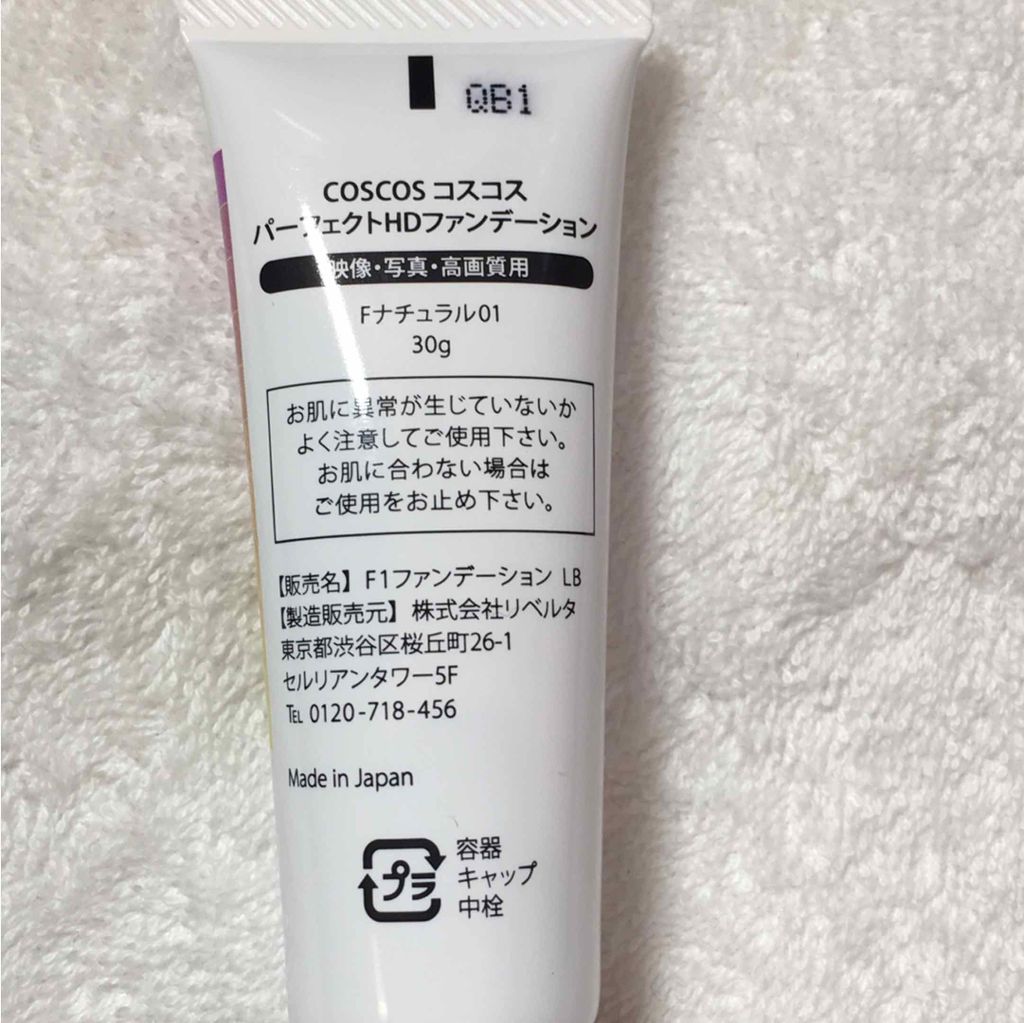 QB1
COSCOS コスコス
パーフェクトHDファンデーション
映像・写真・高画質用
Fナチュラル01
30g
お肌に異常が生じていないか
よく注意してご使用下さい。
お肌に合わない場合は
ご使用をお止め下さい。
【販売名】F1ファンデーション LB
【製造販売元】株式会社リベルタ
東京都渋谷区桜丘町26-1
セルリアンタワー5F
TEL 0120-718-456
Made in Japan
プラ
容器
キャップ
中栓